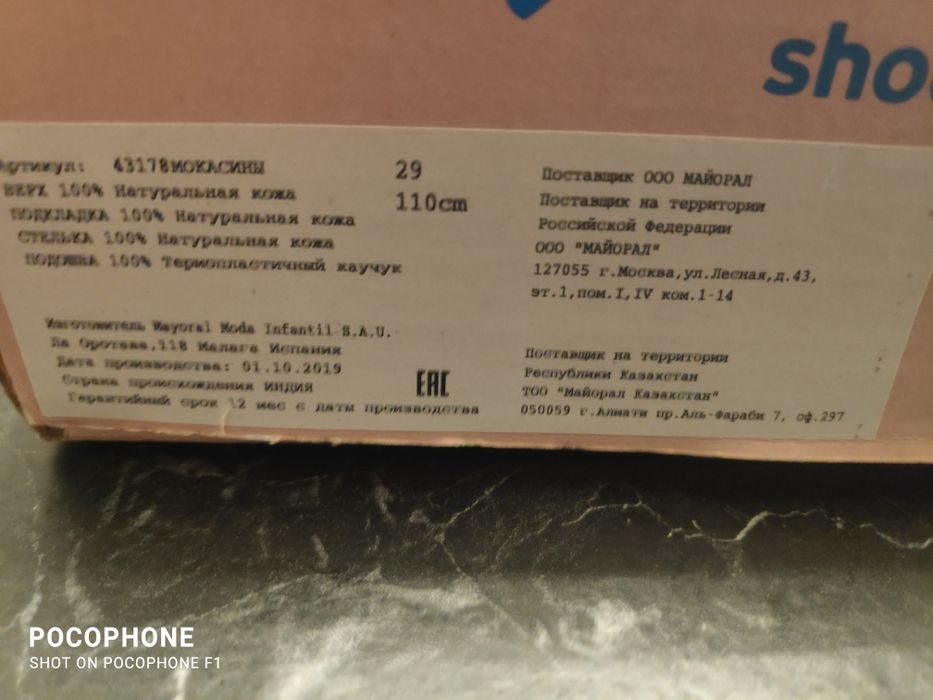 sho
Артикул: 43178МОКАСИНЫ
ВЕРХ 100% Натуральная кожа
ПОДКЛАДКА 100% Натуральная кожа
СТЕЛЬКА 100% Натуральная кожа
ПОДОШВА 100% Термопластичный каучук
29
110cm
Изготовитель Mayoral Moda Infantil S.A.U.
Ла Оротава,118 Малага Испания
Дата производства: 01.10.2019
Страна происхождения ИНДИЯ
Гарантийный срок 12 мес с даты производства
EAC
Поставщик ООО МАЙОРАЛ
Поставщик на территории
Российской Федерации
ООО "МАЙОРАЛ"
127055 г.Москва,ул.Лесная,д.43,
эт.1,пом.I,IV ком.1-14
Поставщик на территории
Республики Казахстан
ТОО "Майорал Казахстан"
050059 г.Алмати пр.Аль-Фараби 7, оф.297
POCOPHONE
SHOT ON POCOPHONE F1